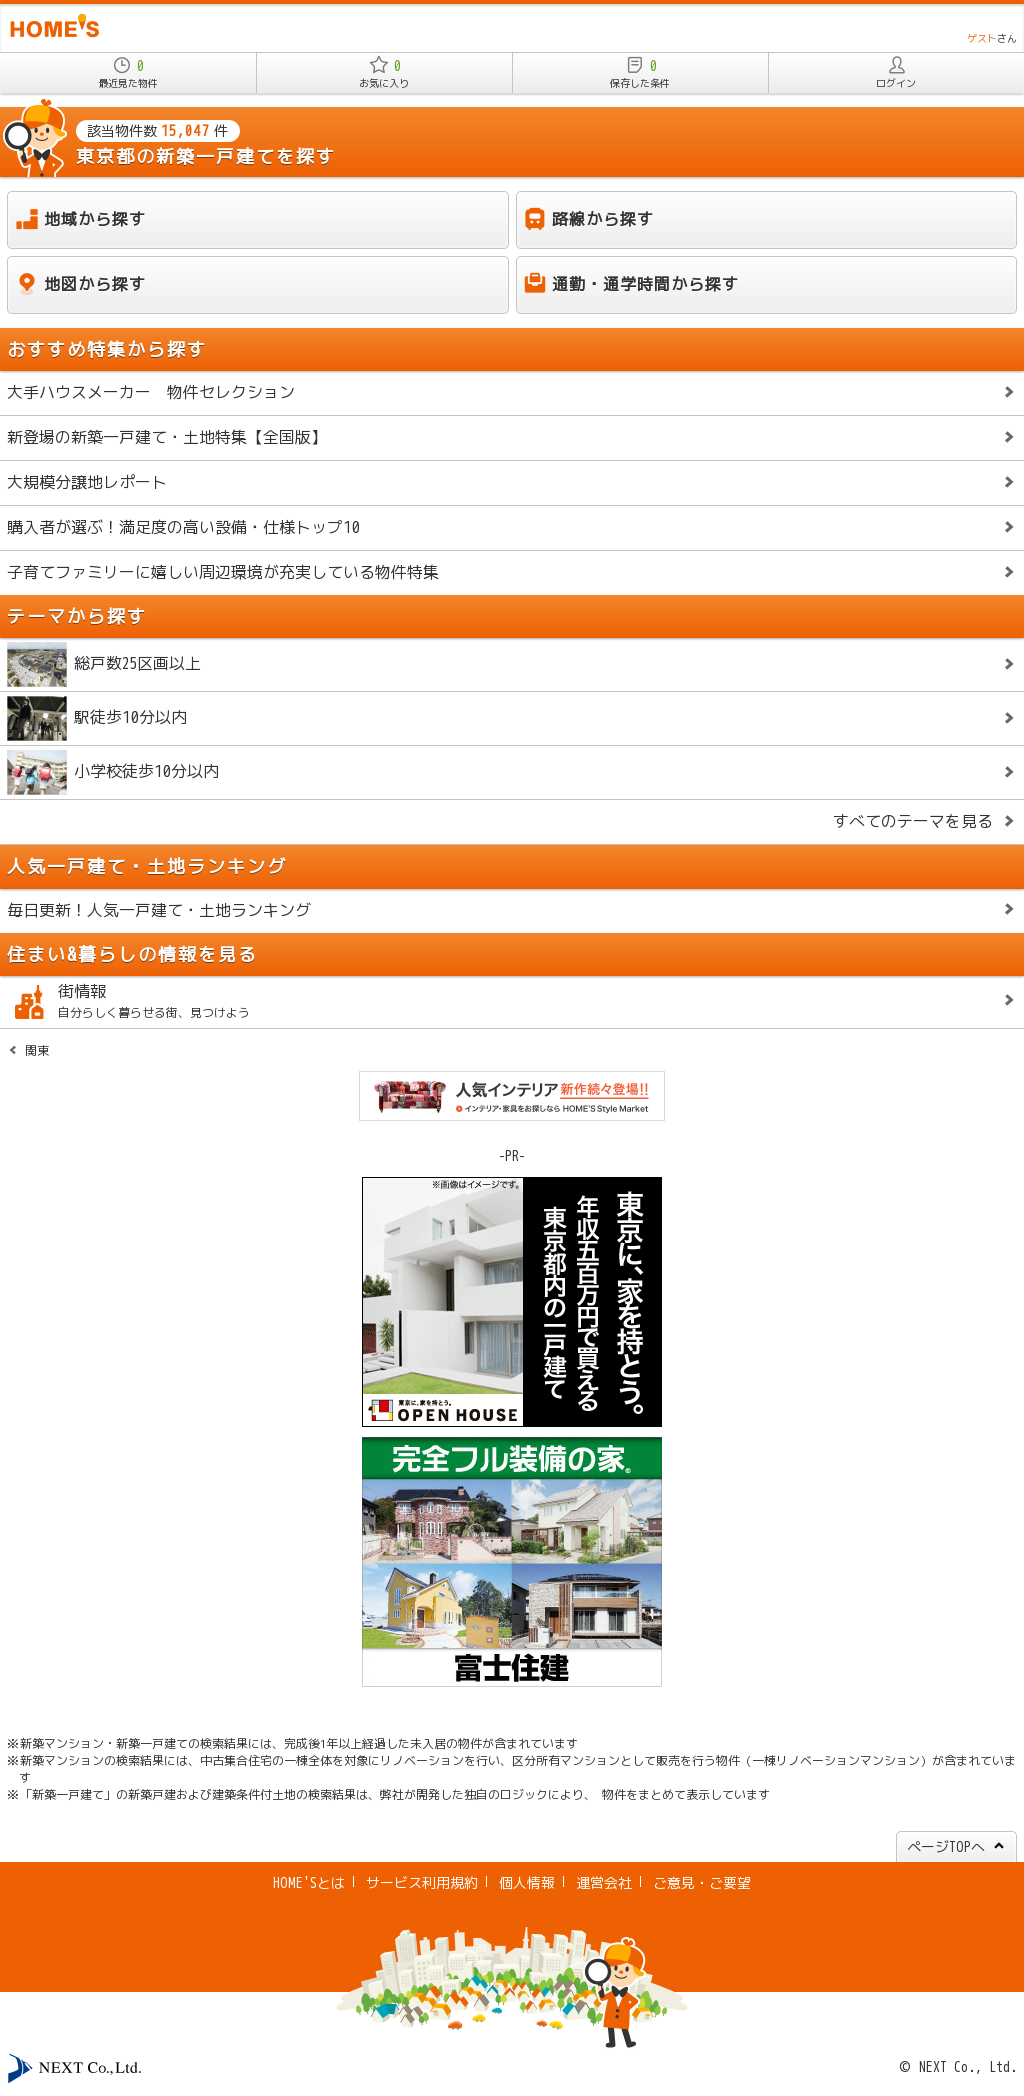 HOME'S
ゲストさん
0
最近見た物件
0
お気に入り
0
保存した条件
ログイン
該当物件数 15,047 件
東京都の新築一戸建てを探す
地域から探す
路線から探す
地図から探す
通勤・通学時間から探す
おすすめ特集から探す
大手ハウスメーカー　物件セレクション
新登場の新築一戸建て・土地特集【全国版】
大規模分譲地レポート
購入者が選ぶ！満足度の高い設備・仕様トップ10
子育てファミリーに嬉しい周辺環境が充実している物件特集
テーマから探す
総戸数25区画以上
駅徒歩10分以内
小学校徒歩10分以内
すべてのテーマを見る
人気一戸建て・土地ランキング
毎日更新！人気一戸建て・土地ランキング
住まい&暮らしの情報を見る
街情報
自分らしく暮らせる街、見つけよう
関東
人気インテリア新作続々登場!!
インテリア・家具をお探しなら HOME'S Style Market
-PR-
※画像はイメージです。
東京に、家を持とう。
年収五百万円で買える
東京都内の一戸建て
東京に、家を持とう。
OPEN HOUSE
完全フル装備の家®
富士住建
※新築マンション・新築一戸建ての検索結果には、完成後1年以上経過した未入居の物件が含まれています
※新築マンションの検索結果には、中古集合住宅の一棟全体を対象にリノベーションを行い、区分所有マンションとして販売を行う物件（一棟リノベーションマンション）が含まれていま
す
※「新築一戸建て」の新築戸建および建築条件付土地の検索結果は、弊社が開発した独自のロジックにより、 物件をまとめて表示しています
ページTOPへ
HOME'Sとは | サービス利用規約 | 個人情報 | 運営会社 | ご意見・ご要望
NEXT Co.,Ltd.
© NEXT Co., Ltd.